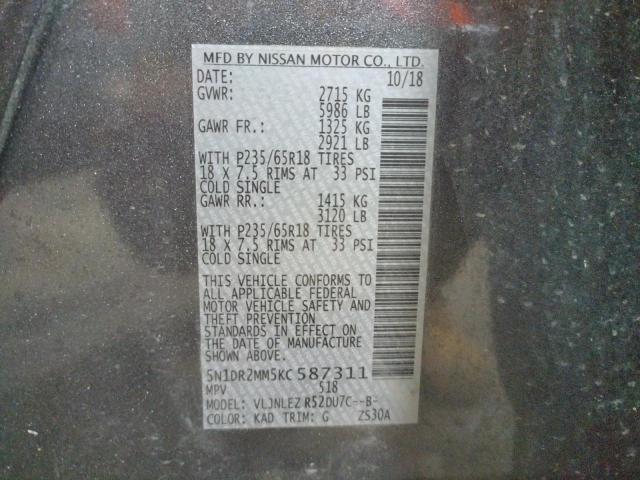 MFD BY NISSAN MOTOR CO., LTD.
DATE: 10/18
GVWR: 2715 KG
5986 LB
GAWR FR.: 1325 KG
2921 LB
WITH P235/65R18 TIRES
18 X 7.5 RIMS AT 33 PSI
COLD SINGLE
GAWR RR.: 1415 KG
3120 LB
WITH P235/65R18 TIRES
18 X 7.5 RIMS AT 33 PSI
COLD SINGLE
THIS VEHICLE CONFORMS TO
ALL APPLICABLE FEDERAL
MOTOR VEHICLE SAFETY AND
THEFT PREVENTION
STANDARDS IN EFFECT ON
THE DATE OF MANUFACTURE
SHOWN ABOVE.
5N1DR2MM5KC587311
MPV 518
MODEL: VLJNLEZ R52DU7C--B-
COLOR: KAD TRIM: G ZS30A